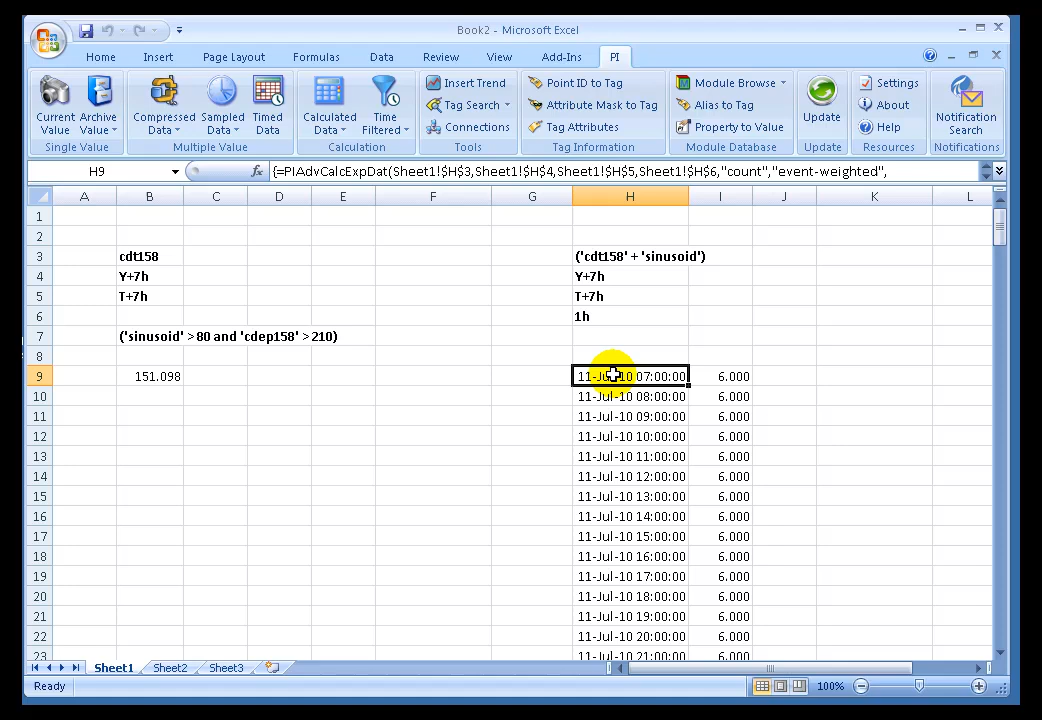 Book2 - Microsoft Excel
Home Insert Page Layout Formulas Data Review View Add-Ins PI
Current Value Archive Value Compressed Data Sampled Data Timed Data Calculated Data Time Filtered Insert Trend Tag Search Connections Point ID to Tag Attribute Mask to Tag Tag Attributes Module Browse Alias to Tag Property to Value Update Settings About Help Notification Search
Single Value Multiple Value Calculation Tools Tag Information Module Database Update Resources Notifications
H9 fx {=PIAdvCalcExpDat(Sheet1!$H$3,Sheet1!$H$4,Sheet1!$H$5,Sheet1!$H$6,"count","event-weighted",
A B C D E F G H I J K L
1
2
3 cdt158 ('cdt158' + 'sinusoid')
4 Y+7h Y+7h
5 T+7h T+7h
6 1h
7 ('sinusoid' >80 and 'cdep158' >210)
8
9 151.098 11-Jul-10 07:00:00 6.000
10 11-Jul-10 08:00:00 6.000
11 11-Jul-10 09:00:00 6.000
12 11-Jul-10 10:00:00 6.000
13 11-Jul-10 11:00:00 6.000
14 11-Jul-10 12:00:00 6.000
15 11-Jul-10 13:00:00 6.000
16 11-Jul-10 14:00:00 6.000
17 11-Jul-10 15:00:00 6.000
18 11-Jul-10 16:00:00 6.000
19 11-Jul-10 17:00:00 6.000
20 11-Jul-10 18:00:00 6.000
21 11-Jul-10 19:00:00 6.000
22 11-Jul-10 20:00:00 6.000
23 11-Jul-10 21:00:00 6.000
Sheet1 Sheet2 Sheet3
Ready 100%